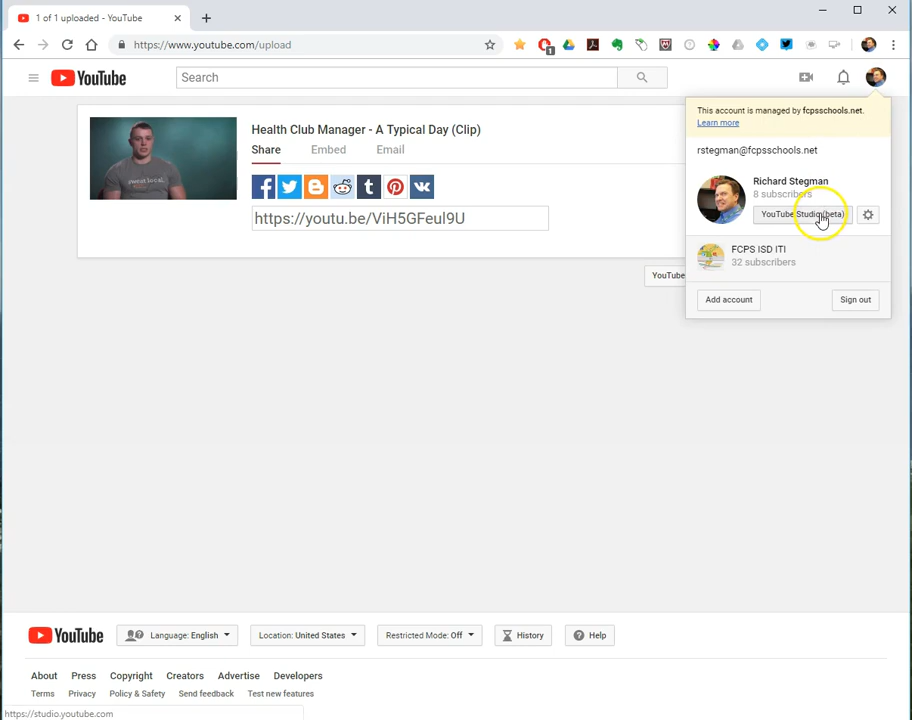 1 of 1 uploaded - YouTube
https://www.youtube.com/upload
1
YouTube
Search
This account is managed by fcpsschools.net.
Learn more
rstegman@fcpsschools.net
Richard Stegman
8 subscribers
YouTube Studio (beta)
FCPS ISD ITI
32 subscribers
Add account
Sign out
Health Club Manager - A Typical Day (Clip)
Share
Embed
Email
https://youtu.be/ViH5GFeul9U
YouTube
YouTube
Language: English
Location: United States
Restricted Mode: Off
History
Help
About
Press
Copyright
Creators
Advertise
Developers
Terms
Privacy
Policy & Safety
Send feedback
Test new features
https://studio.youtube.com